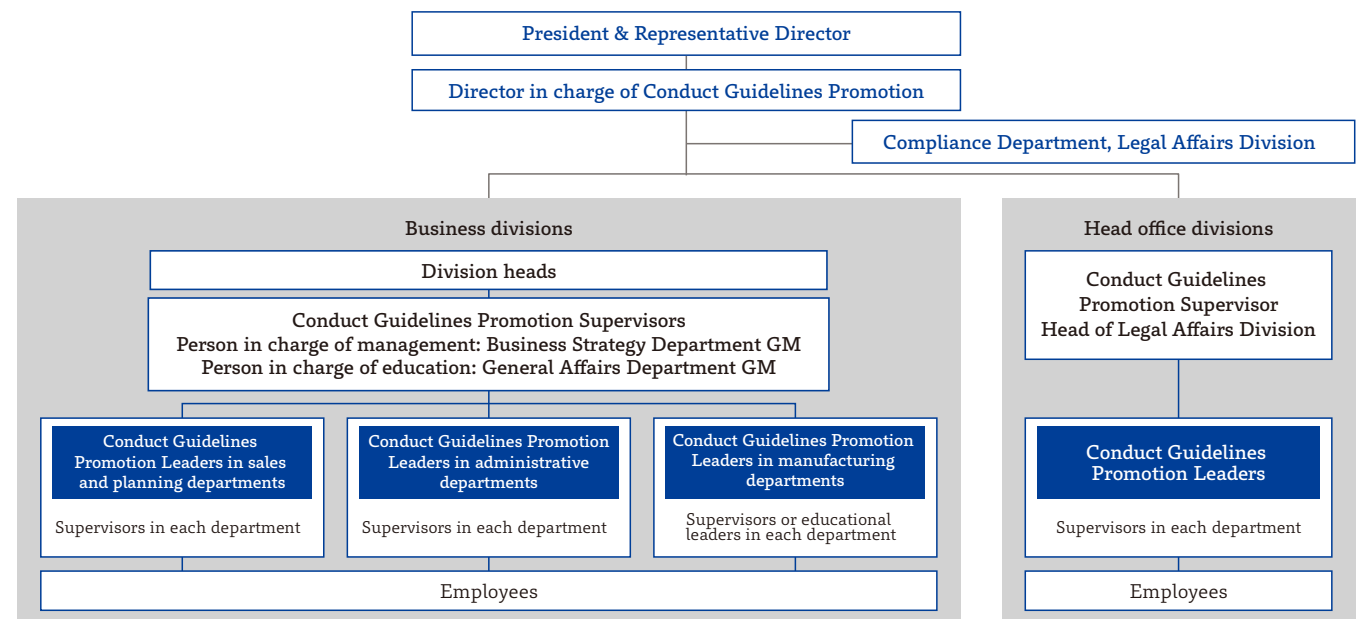 President & Representative Director
Director in charge of Conduct Guidelines Promotion
Compliance Department, Legal Affairs Division
Business divisions
Division heads
Conduct Guidelines Promotion Supervisors
Person in charge of management: Business Strategy Department GM
Person in charge of education: General Affairs Department GM
Conduct Guidelines
Promotion Leaders in sales
and planning departments
Supervisors in each department
Conduct Guidelines Promotion
Leaders in administrative
departments
Supervisors in each department
Conduct Guidelines Promotion
Leaders in manufacturing
departments
Supervisors or educational
leaders in each department
Employees
Head office divisions
Conduct Guidelines
Promotion Supervisor
Head of Legal Affairs Division
Conduct Guidelines
Promotion Leaders
Supervisors in each department
Employees